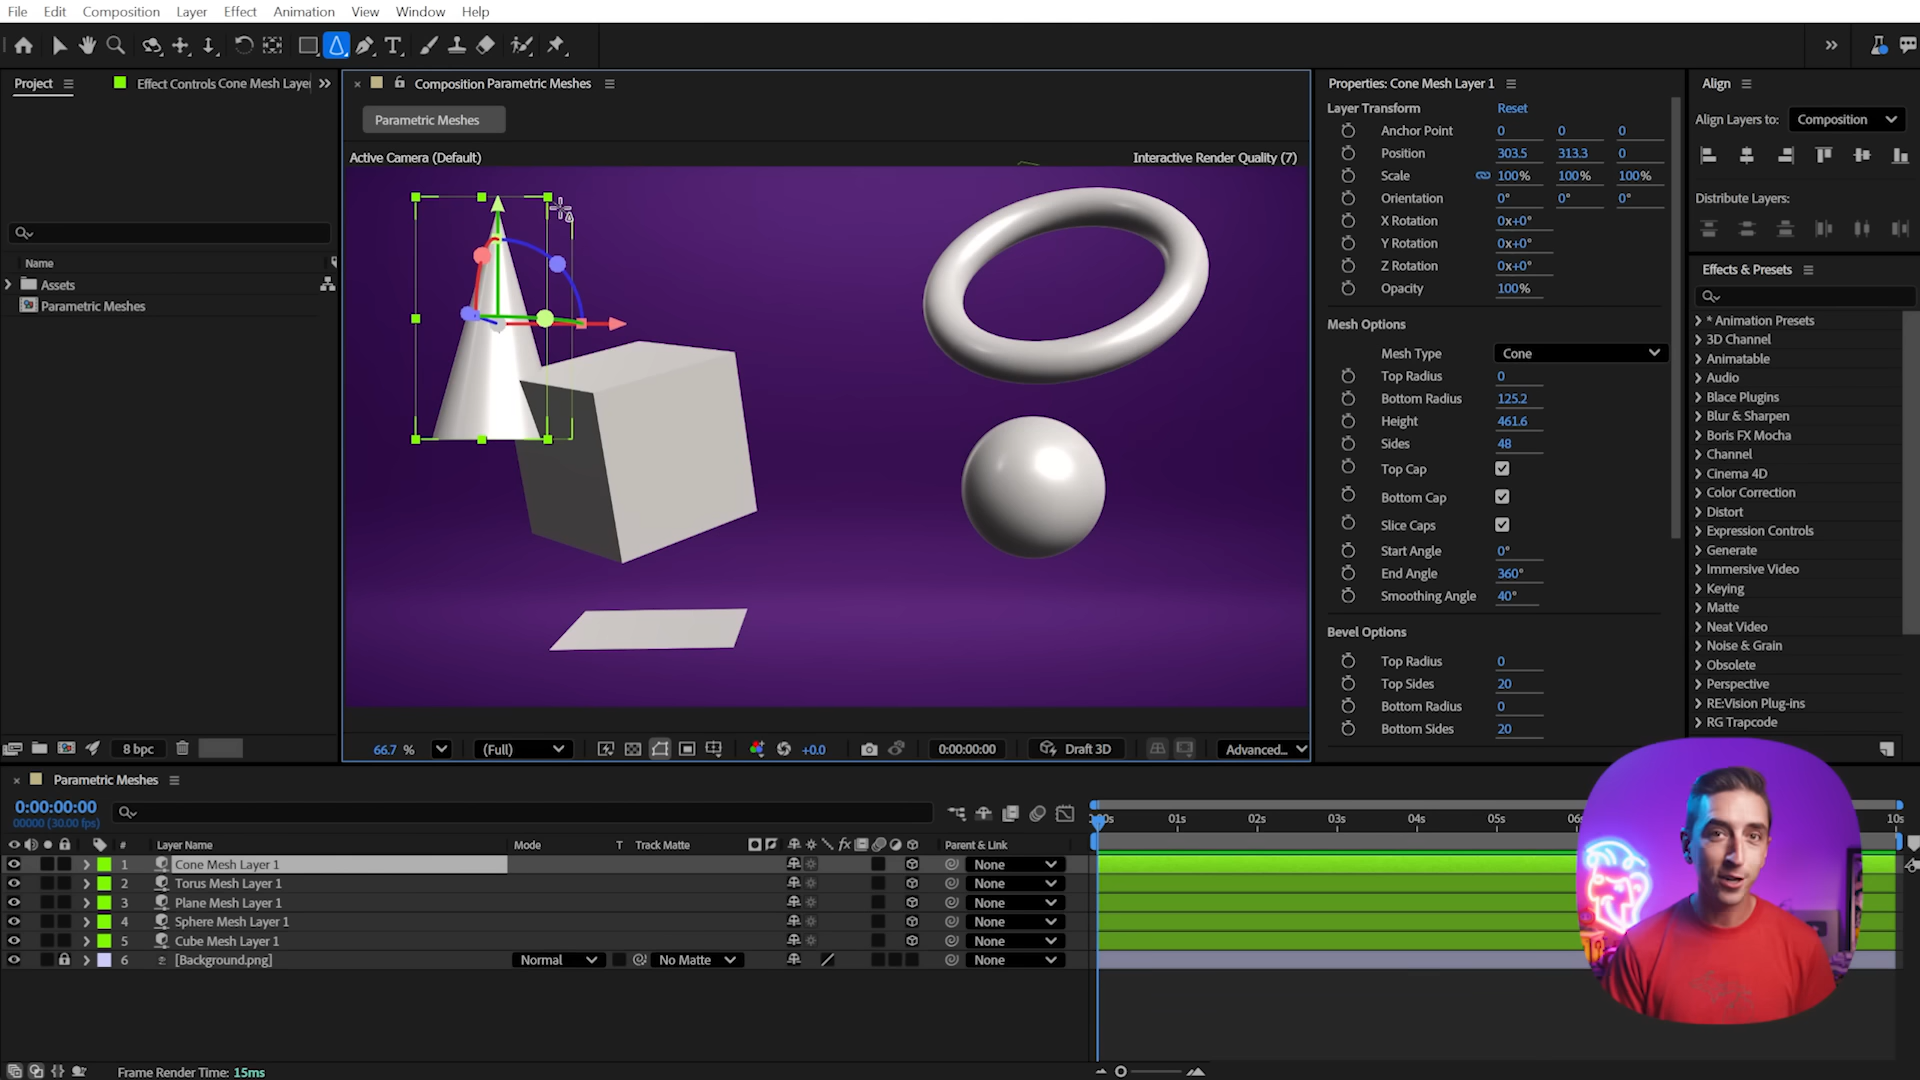 File Edit Composition Layer Effect Animation View Window Help
Project
Effect Controls Cone Mesh Laye
Name
Assets
Parametric Meshes
8 bpc
Composition Parametric Meshes
Parametric Meshes
Active Camera (Default)
Interactive Render Quality (7)
66.7 %
(Full)
+0.0
0:00:00:00
Draft 3D
Advanced...
Properties: Cone Mesh Layer 1
Layer Transform Reset
Anchor Point 0 0 0
Position 303.5 313.3 0
Scale 100% 100% 100%
Orientation 0° 0° 0°
X Rotation 0x+0°
Y Rotation 0x+0°
Z Rotation 0x+0°
Opacity 100%
Mesh Options
Mesh Type Cone
Top Radius 0
Bottom Radius 125.2
Height 461.6
Sides 48
Top Cap
Bottom Cap
Slice Caps
Start Angle 0°
End Angle 360°
Smoothing Angle 40°
Bevel Options
Top Radius 0
Top Sides 20
Bottom Radius 0
Bottom Sides 20
Align
Align Layers to: Composition
Distribute Layers:
Effects & Presets
* Animation Presets
3D Channel
Animatable
Audio
Blace Plugins
Blur & Sharpen
Boris FX Mocha
Channel
Cinema 4D
Color Correction
Distort
Expression Controls
Generate
Immersive Video
Keying
Matte
Neat Video
Noise & Grain
Obsolete
Perspective
RE:Vision Plug-ins
RG Trapcode
Parametric Meshes
0:00:00:00
00000 (30.00 fps)
:00s 01s 02s 03s 04s 05s 06 10s
# Layer Name Mode T Track Matte Parent & Link
1 Cone Mesh Layer 1 None
2 Torus Mesh Layer 1 None
3 Plane Mesh Layer 1 None
4 Sphere Mesh Layer 1 None
5 Cube Mesh Layer 1 None
6 [Background.png] Normal No Matte None
Frame Render Time: 15ms